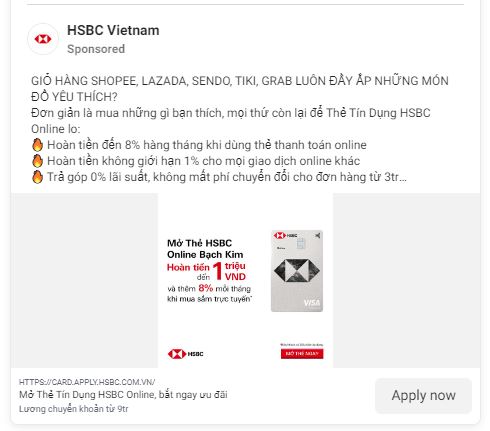 HSBC Vietnam
Sponsored
GIỎ HÀNG SHOPEE, LAZADA, SENDO, TIKI, GRAB LUÔN ĐẦY ẮP NHỮNG MÓN
ĐỒ YÊU THÍCH?
Đơn giản là mua những gì bạn thích, mọi thứ còn lại để Thẻ Tín Dụng HSBC
Online lo:
🔥 Hoàn tiền đến 8% hàng tháng khi dùng thẻ thanh toán online
🔥 Hoàn tiền không giới hạn 1% cho mọi giao dịch online khác
🔥 Trả góp 0% lãi suất, không mất phí chuyển đổi cho đơn hàng từ 3tr...
HSBC
Mở Thẻ HSBC
Online Bạch Kim
Hoàn tiền đến 1 triệu VND
và thêm 8% mỗi tháng
khi mua sắm trực tuyến*
HSBC
VISA
HSBC
MỞ THẺ NGAY
HTTPS://CARD.APPLY.HSBC.COM.VN/
Mở Thẻ Tín Dụng HSBC Online, bắt ngay ưu đãi
Lương chuyển khoản từ 9tr
Apply now